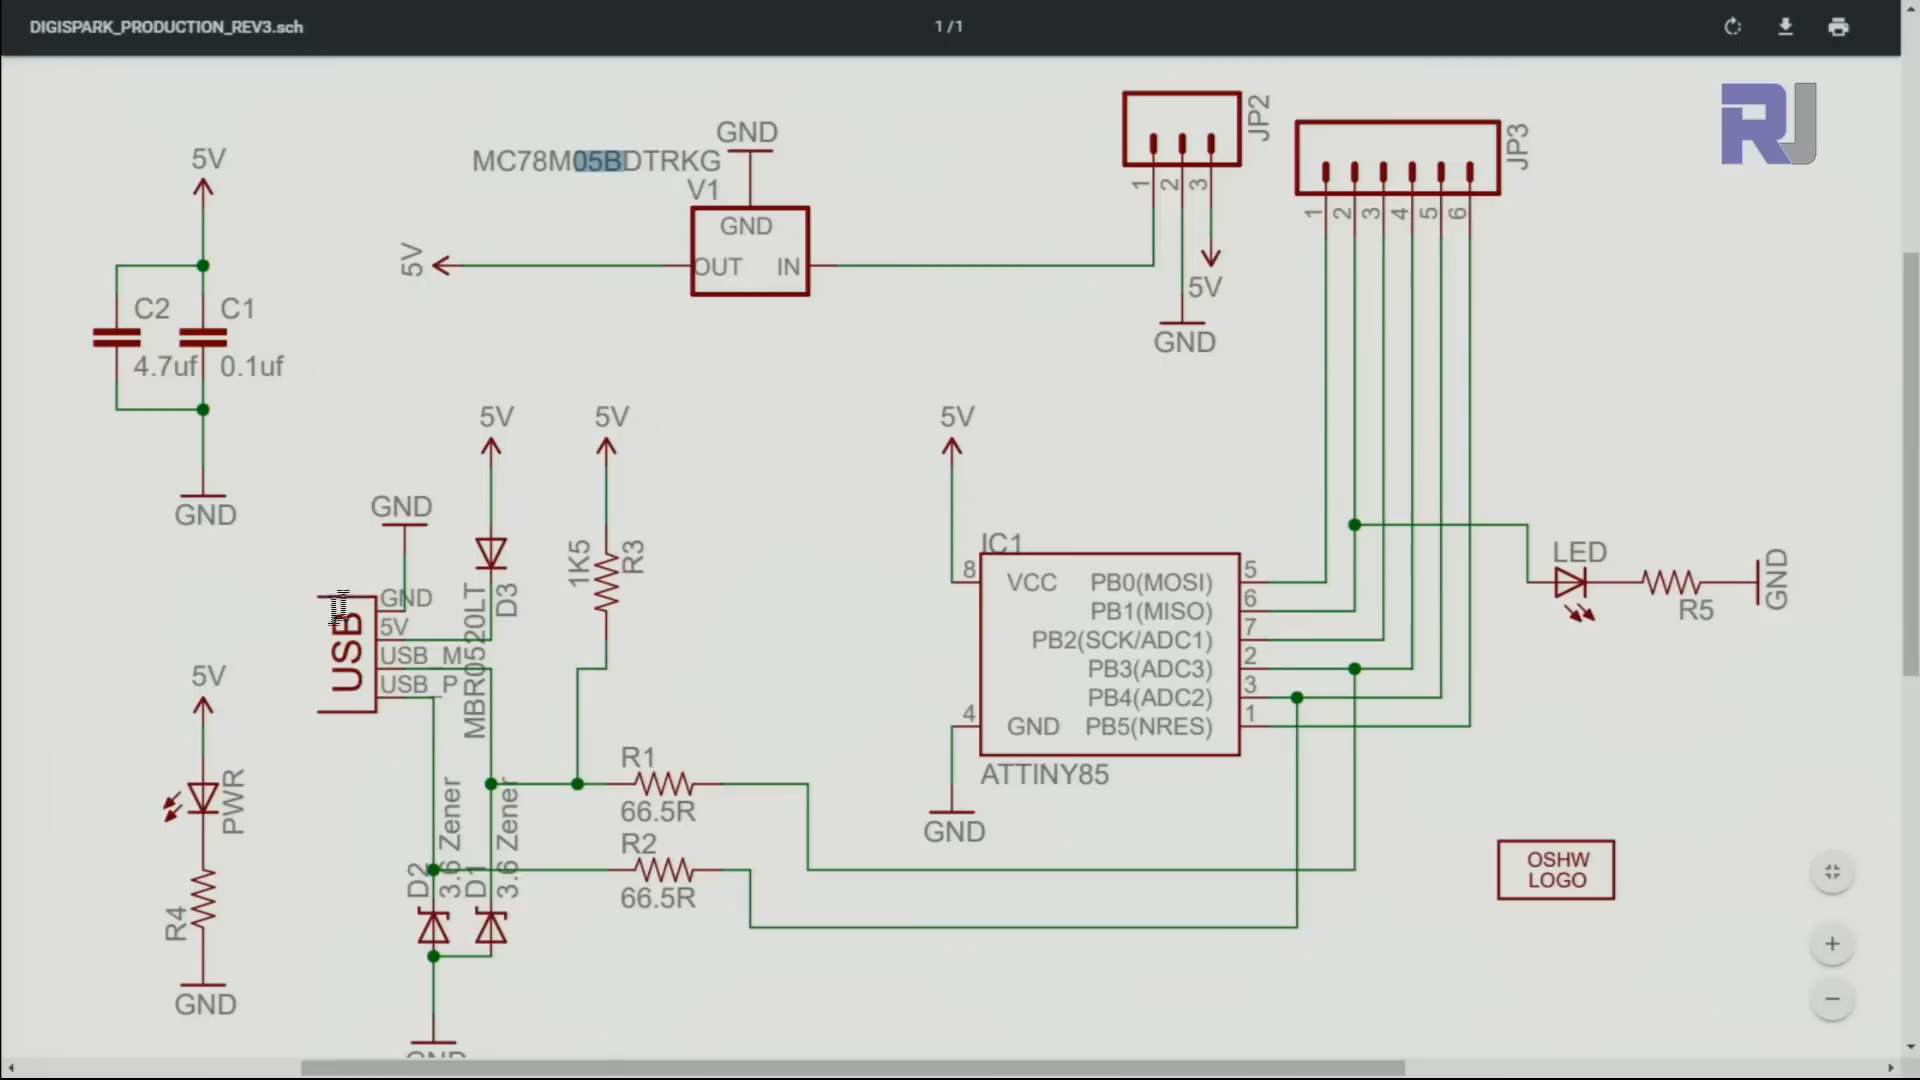 DIGISPARK_PRODUCTION_REV3.sch
1 / 1
RJ
5V
C2
C1
4.7uf
0.1uf
GND
MC78M05BDTRKG
V1
GND
GND
OUT
IN
5V
JP2
1
2
3
5V
GND
JP3
1
2
3
4
5
6
5V
5V
GND
USB
GND
5V
USB_M
USB_P
D3
MBR0520LT
1K5
R3
5V
IC1
8
4
VCC
GND
PB0(MOSI)
PB1(MISO)
PB2(SCK/ADC1)
PB3(ADC3)
PB4(ADC2)
PB5(NRES)
5
6
7
2
3
1
ATTINY85
GND
LED
R5
GND
5V
PWR
R4
GND
D2
3.6 Zener
D1
3.6 Zener
R1
66.5R
R2
66.5R
GND
OSHW
LOGO